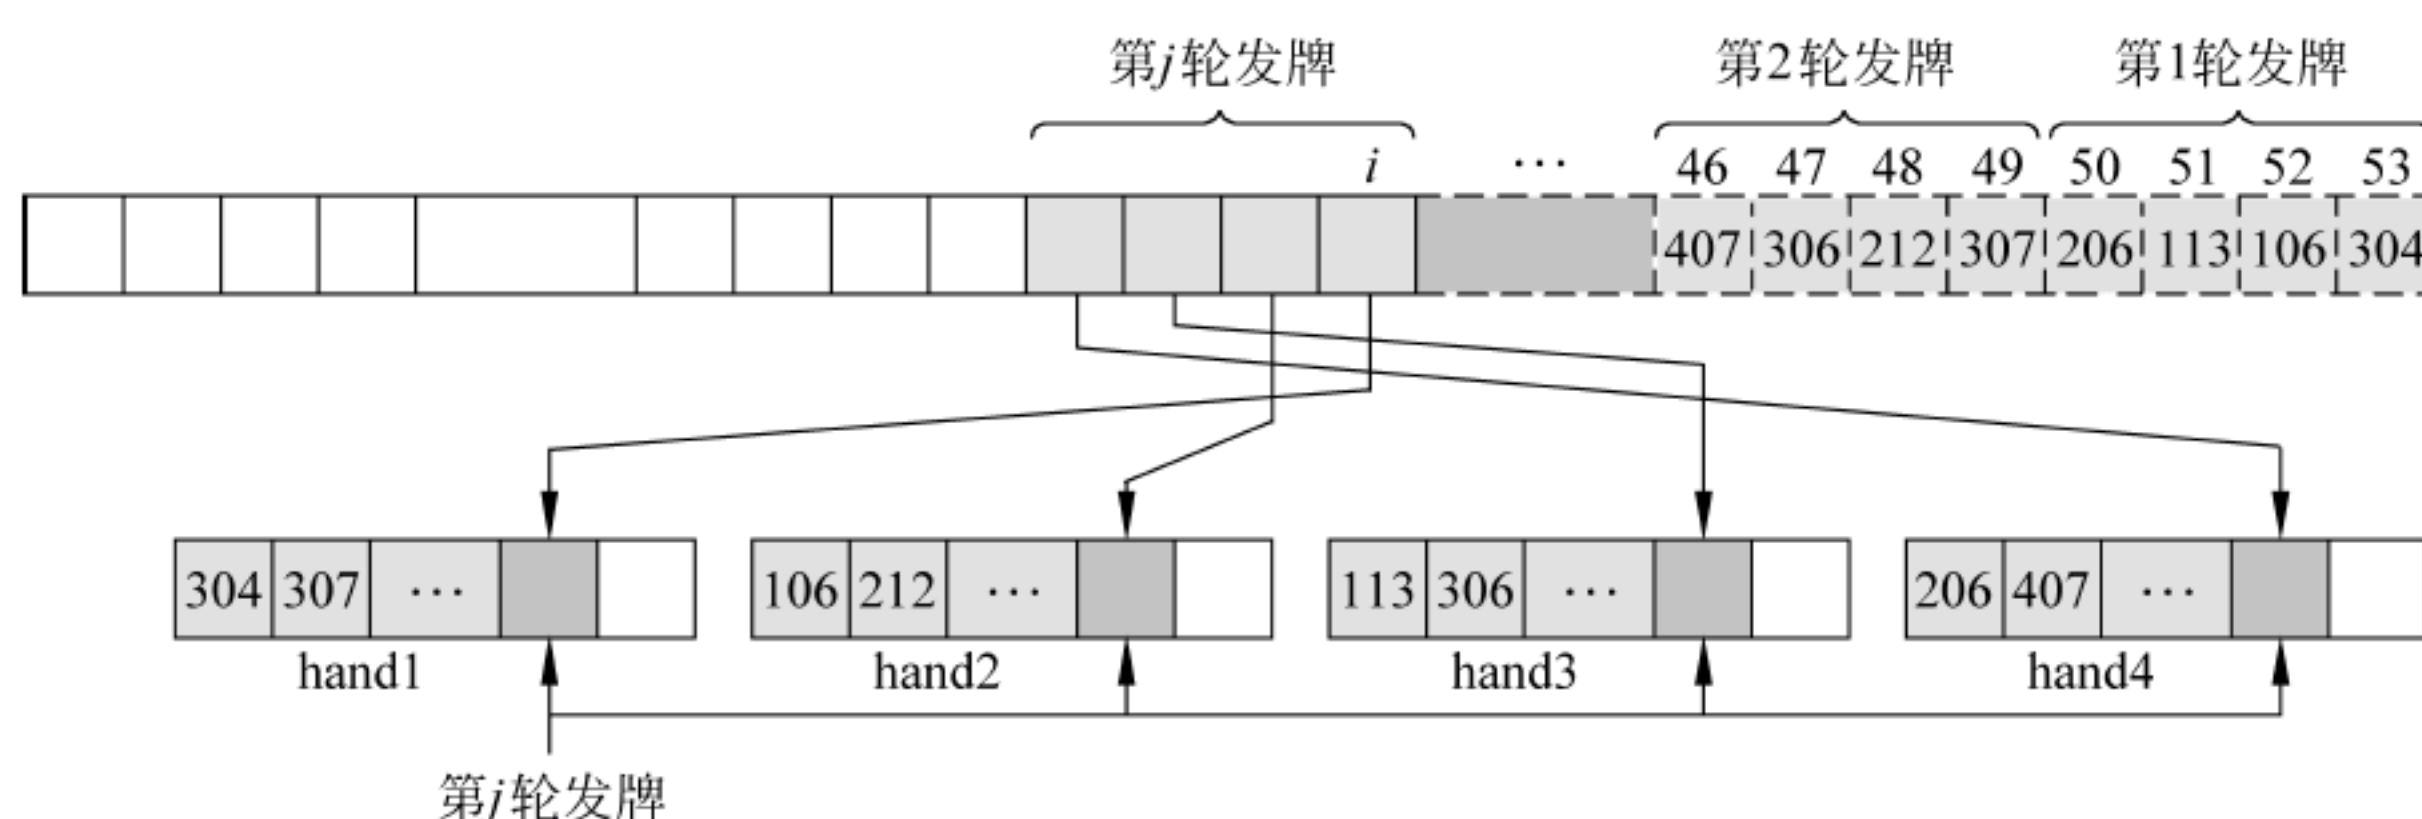 第j轮发牌 第2轮发牌 第1轮发牌
i ... 46 47 48 49 50 51 52 53
407 306 212 307 206 113 106 304
304 307 ... 106 212 ... 113 306 ... 206 407 ...
hand1 hand2 hand3 hand4
第j轮发牌